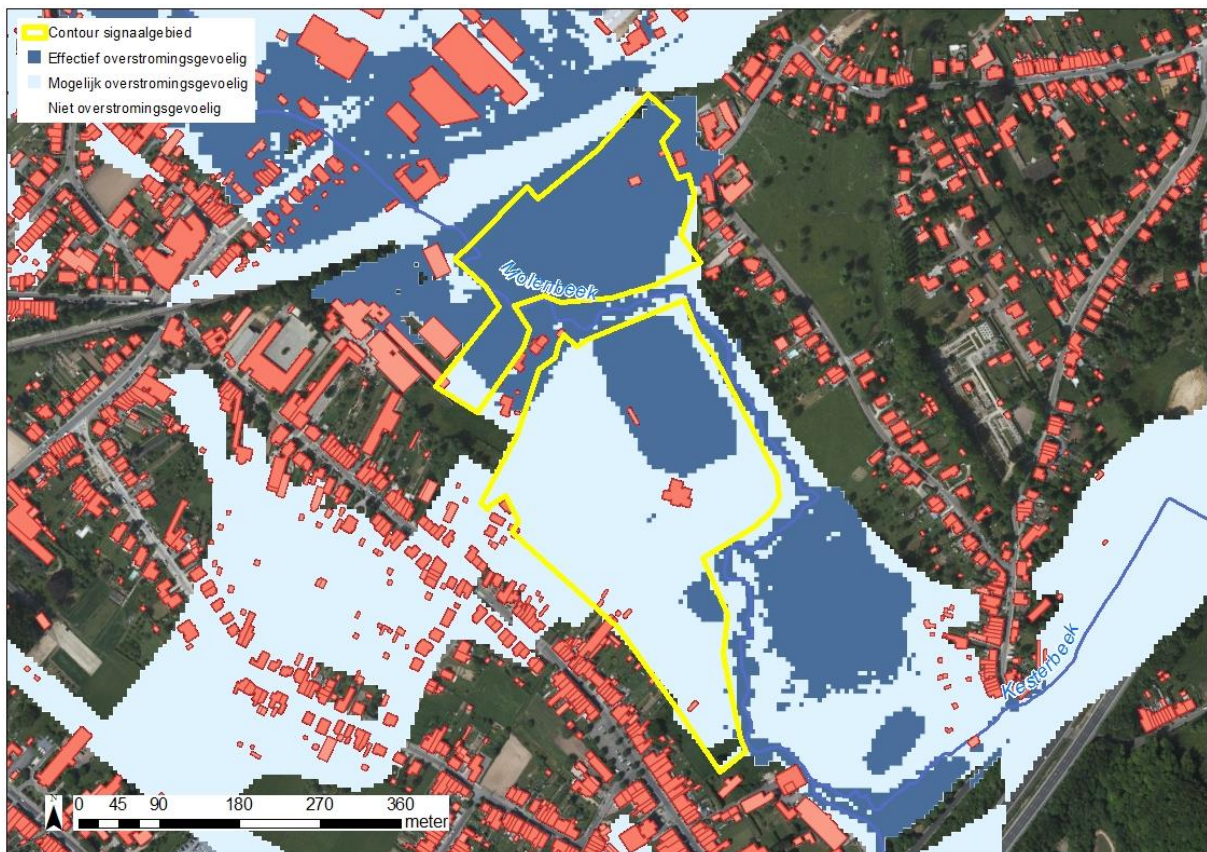 Contour signaalgebied
Effectief overstromingsgevoelig
Mogelijk overstromingsgevoelig
Niet overstromingsgevoelig
Molenbeek
Kesterbeek
N
0 45 90 180 270 360
meter